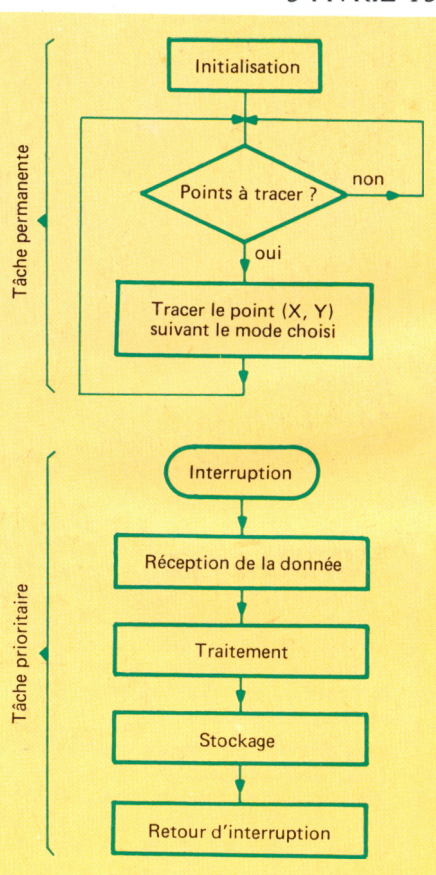 Initialisation
Tâche permanente
Points à tracer ?
non
oui
Tracer le point (X, Y)
suivant le mode choisi
Tâche prioritaire
Interruption
Réception de la donnée
Traitement
Stockage
Retour d'interruption